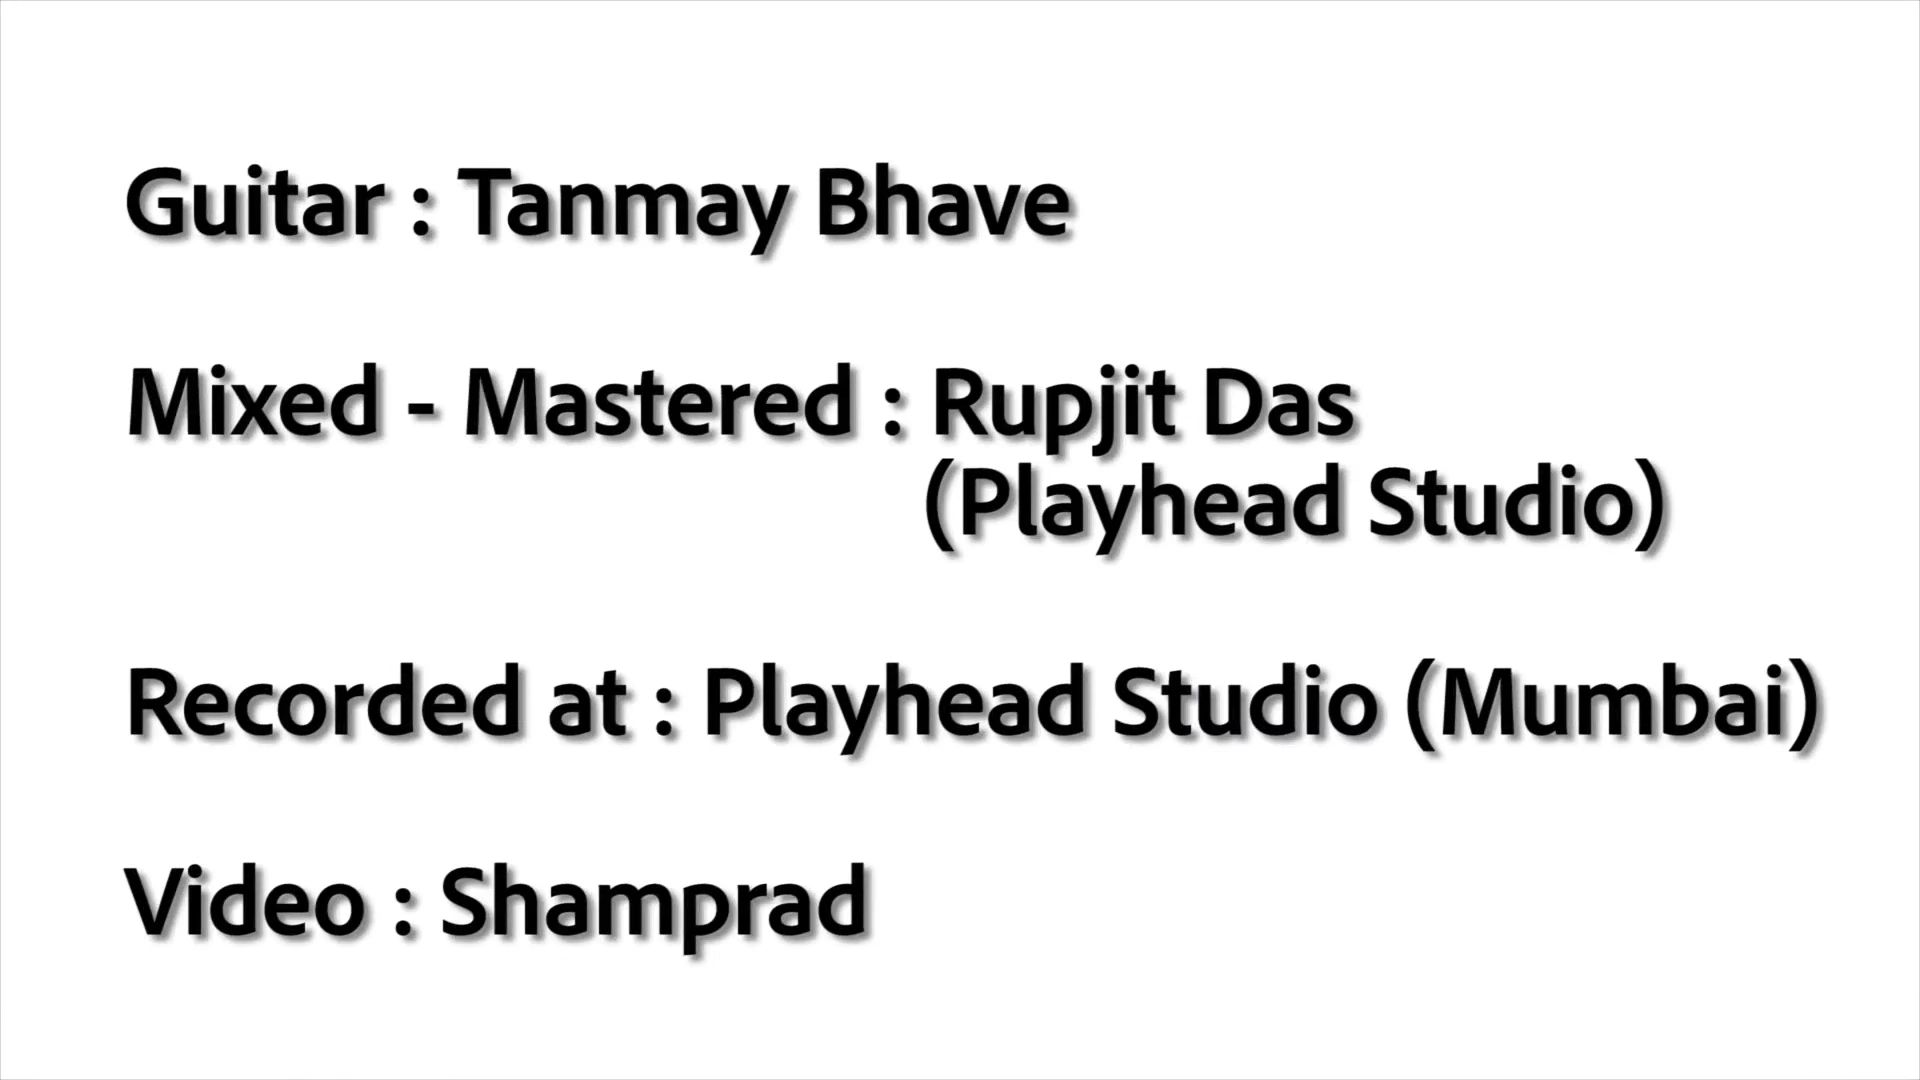 Guitar : Tanmay Bhave
Mixed - Mastered : Rupjit Das
(Playhead Studio)
Recorded at : Playhead Studio (Mumbai)
Video : Shamprad